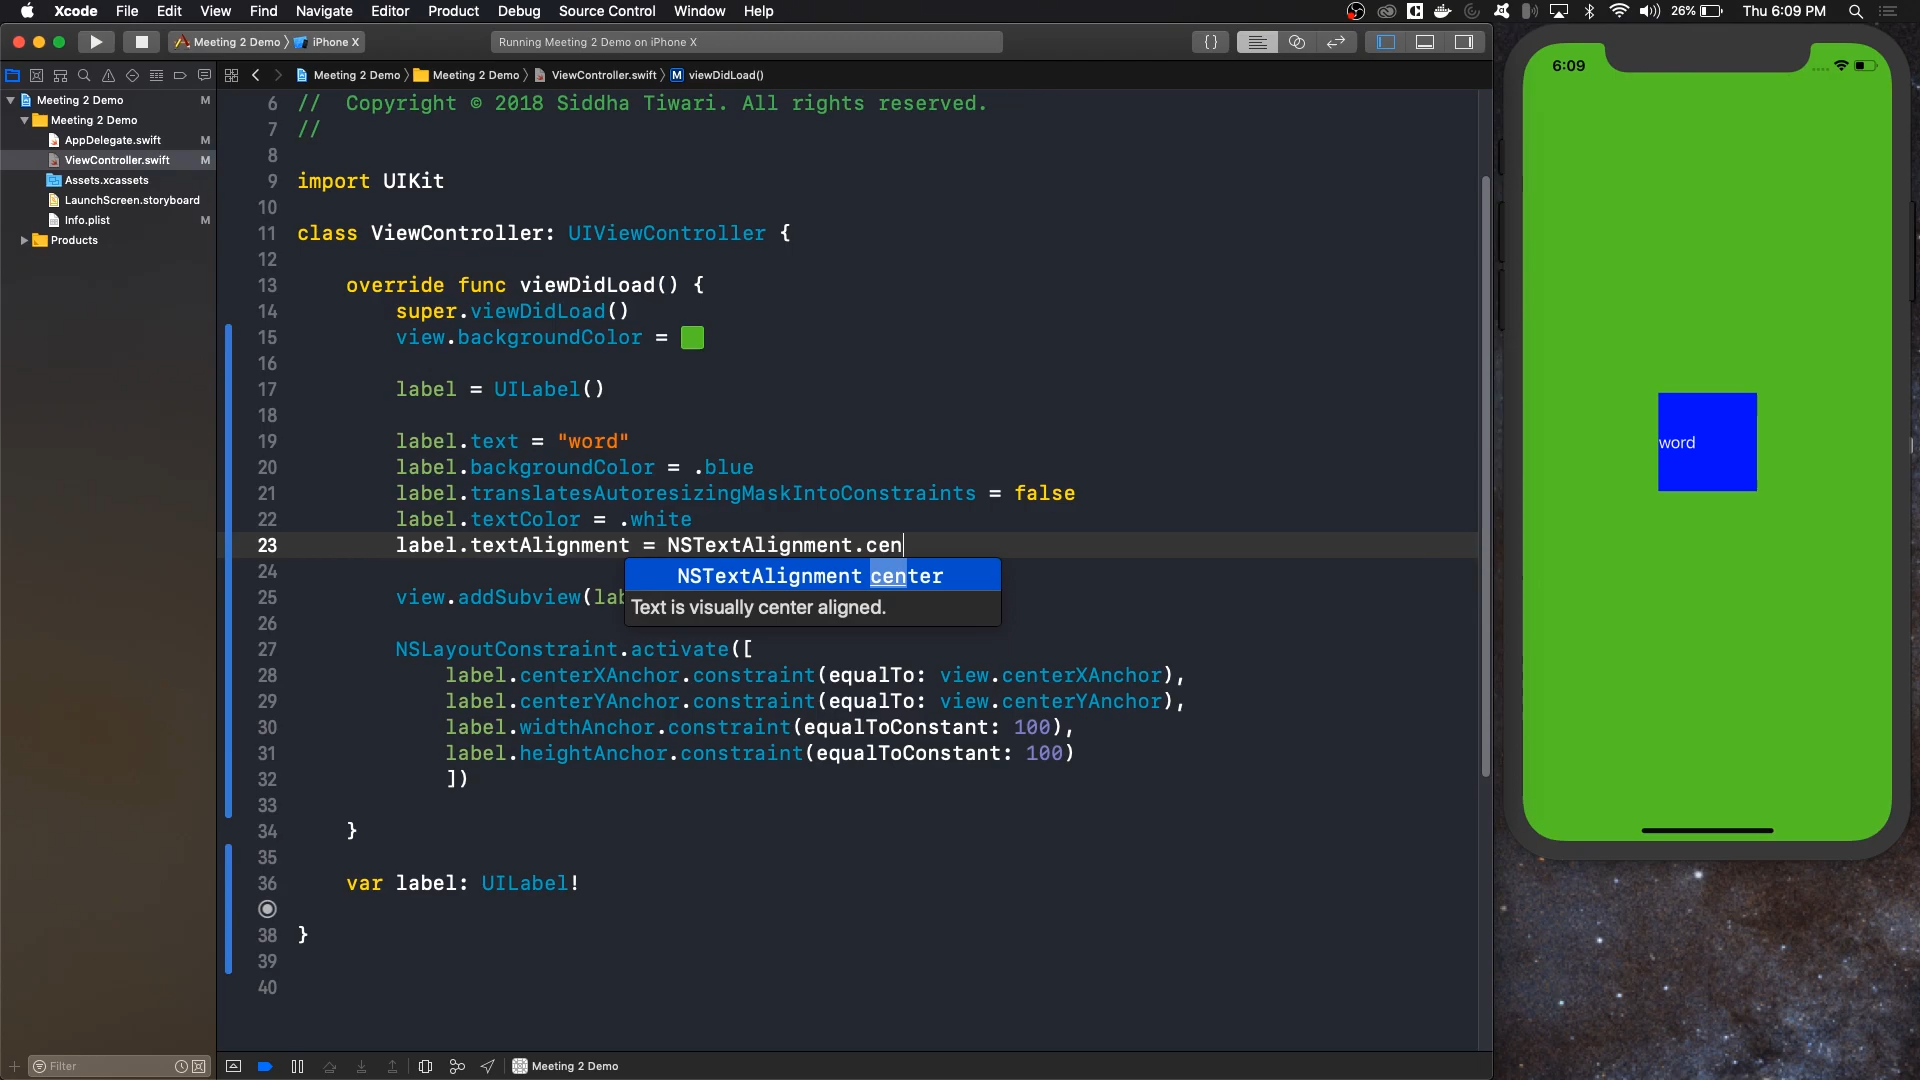 Xcode File Edit View Find Navigate Editor Product Debug Source Control Window Help 26% Thu 6:09 PM
Meeting 2 Demo iPhone X
Running Meeting 2 Demo on iPhone X
{ }
Meeting 2 Demo Meeting 2 Demo ViewController.swift M viewDidLoad()
Meeting 2 Demo M
Meeting 2 Demo
AppDelegate.swift M
ViewController.swift M
Assets.xcassets
LaunchScreen.storyboard
Info.plist M
Products
6 // Copyright © 2018 Siddha Tiwari. All rights reserved.
7 //
8
9 import UIKit
10
11 class ViewController: UIViewController {
12
13 override func viewDidLoad() {
14 super.viewDidLoad()
15 view.backgroundColor =
16
17 label = UILabel()
18
19 label.text = "word"
20 label.backgroundColor = .blue
21 label.translatesAutoresizingMaskIntoConstraints = false
22 label.textColor = .white
23 label.textAlignment = NSTextAlignment.cen
24
NSTextAlignment center
25 view.addSubview(lab
Text is visually center aligned.
26
27 NSLayoutConstraint.activate([
28 label.centerXAnchor.constraint(equalTo: view.centerXAnchor),
29 label.centerYAnchor.constraint(equalTo: view.centerYAnchor),
30 label.widthAnchor.constraint(equalToConstant: 100),
31 label.heightAnchor.constraint(equalToConstant: 100)
32 ])
33
34 }
35
36 var label: UILabel!
38 }
39
40
Filter
Meeting 2 Demo
6:09
word